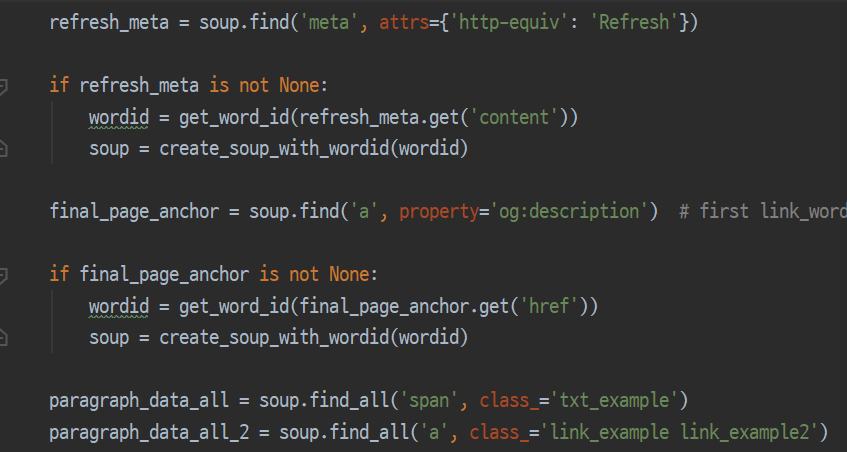 refresh_meta = soup.find('meta', attrs={'http-equiv': 'Refresh'})
if refresh_meta is not None:
wordid = get_word_id(refresh_meta.get('content'))
soup = create_soup_with_wordid(wordid)
final_page_anchor = soup.find('a', property='og:description')  # first link_word
if final_page_anchor is not None:
wordid = get_word_id(final_page_anchor.get('href'))
soup = create_soup_with_wordid(wordid)
paragraph_data_all = soup.find_all('span', class_='txt_example')
paragraph_data_all_2 = soup.find_all('a', class_='link_example link_example2')